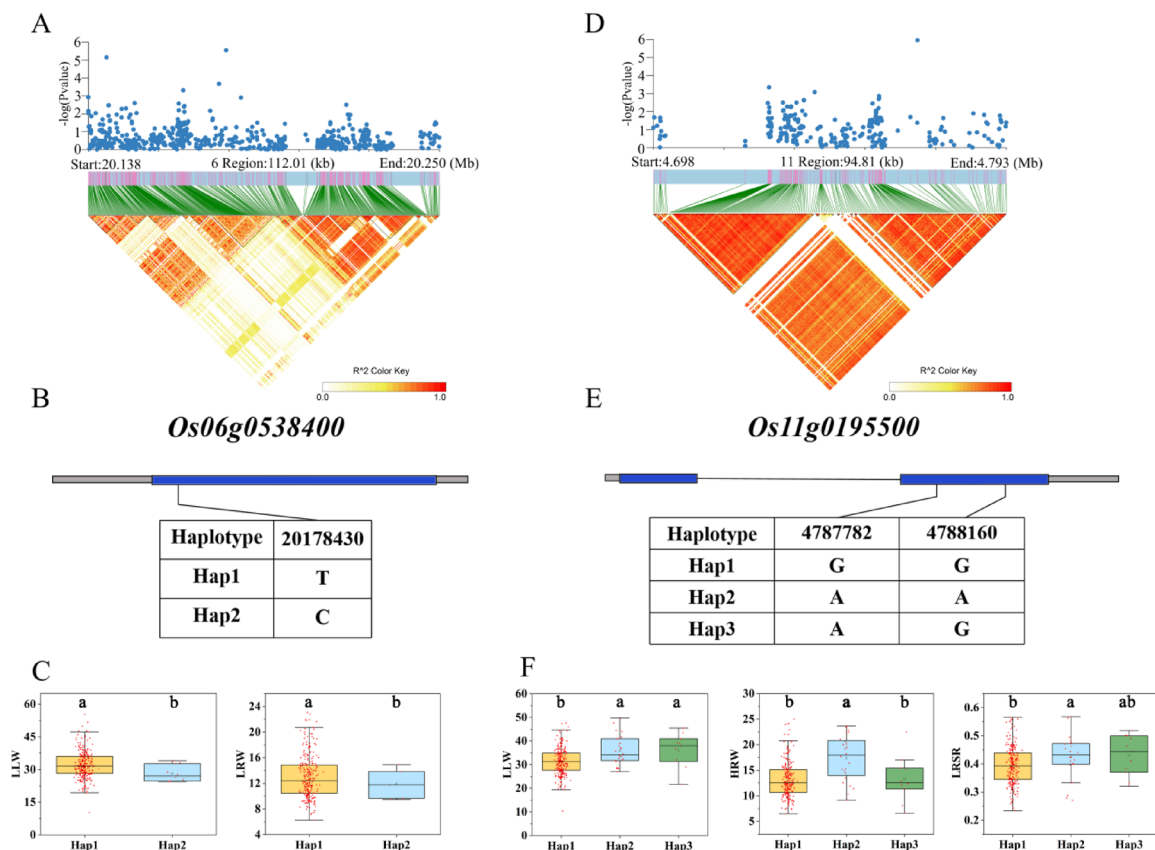 A
-log(Pvalue)
6
5
4
3
2
1
0
Start:20.138 6 Region:112.01 (kb) End:20.250 (Mb)
R^2 Color Key
0.0 1.0
B
Os06g0538400
Haplotype 20178430
Hap1 T
Hap2 C
C
LLW
60
45
30
15
0
a b
Hap1 Hap2
LRW
24
20
16
12
8
4
a b
Hap1 Hap2
D
-log(Pvalue)
6
5
4
3
2
1
0
Start:4.698 11 Region:94.81 (kb) End:4.793 (Mb)
R^2 Color Key
0.0 1.0
E
Os11g0195500
Haplotype 4787782 4788160
Hap1 G G
Hap2 A A
Hap3 A G
F
LLW
60
50
40
30
20
10
0
b a a
Hap1 Hap2 Hap3
HRW
30
25
20
15
10
5
b a b
Hap1 Hap2 Hap3
LRSR
0.6
0.5
0.4
0.3
0.2
b a ab
Hap1 Hap2 Hap3